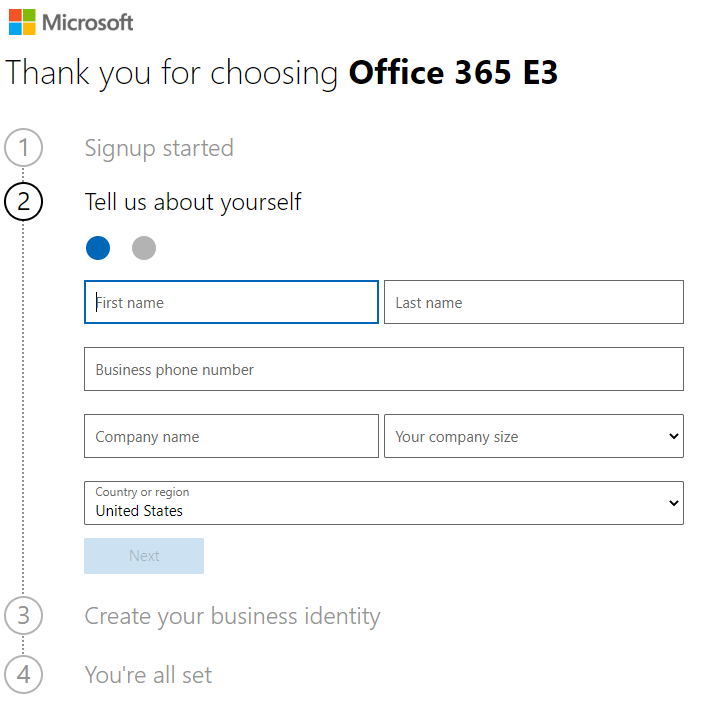 Microsoft
Thank you for choosing Office 365 E3
1 Signup started
2 Tell us about yourself
First name Last name
Business phone number
Company name Your company size
Country or region
United States
Next
3 Create your business identity
4 You're all set